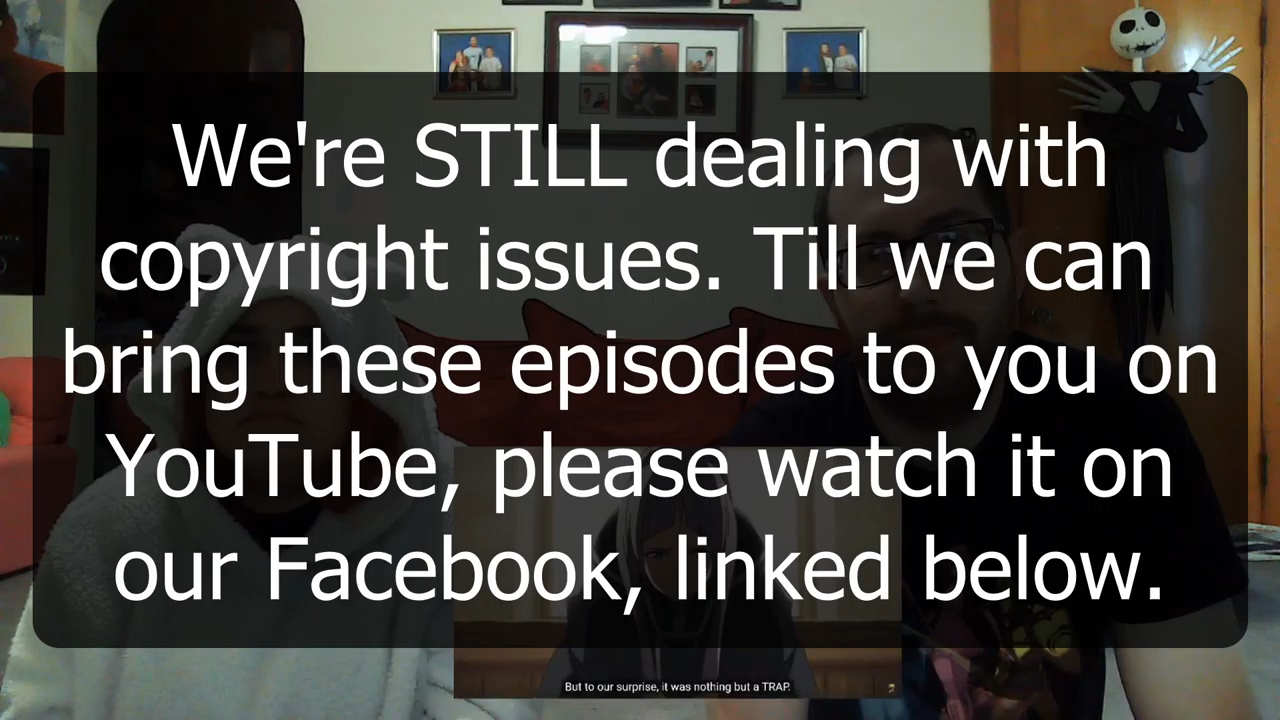 We're STILL dealing with
copyright issues. Till we can
bring these episodes to you on
YouTube, please watch it on
our Facebook, linked below.
But to our surprise, it was nothing but a TRAP.